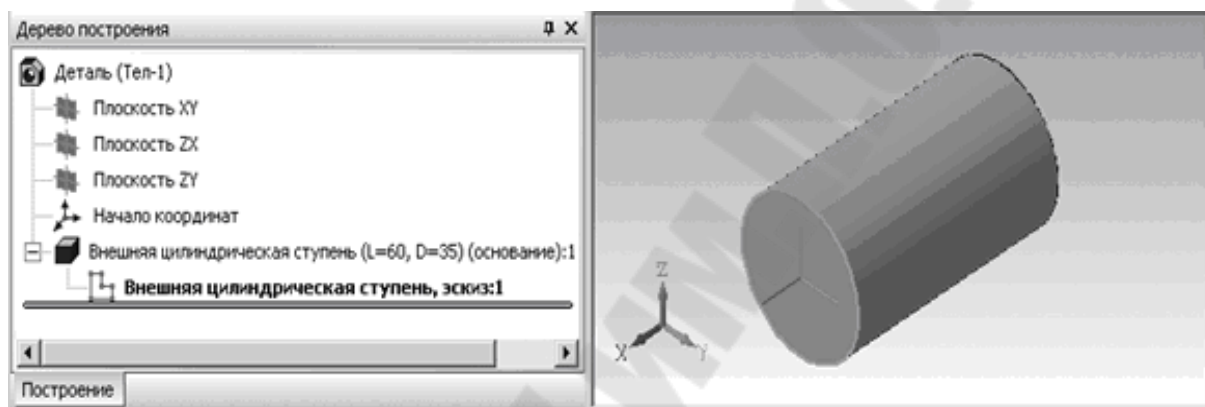 Дерево построения
Деталь (Тел-1)
Плоскость XY
Плоскость ZX
Плоскость ZY
Начало координат
Внешняя цилиндрическая ступень (L=60, D=35) (основание):1
Внешняя цилиндрическая ступень, эскиз:1
Построение
Z
X
Y